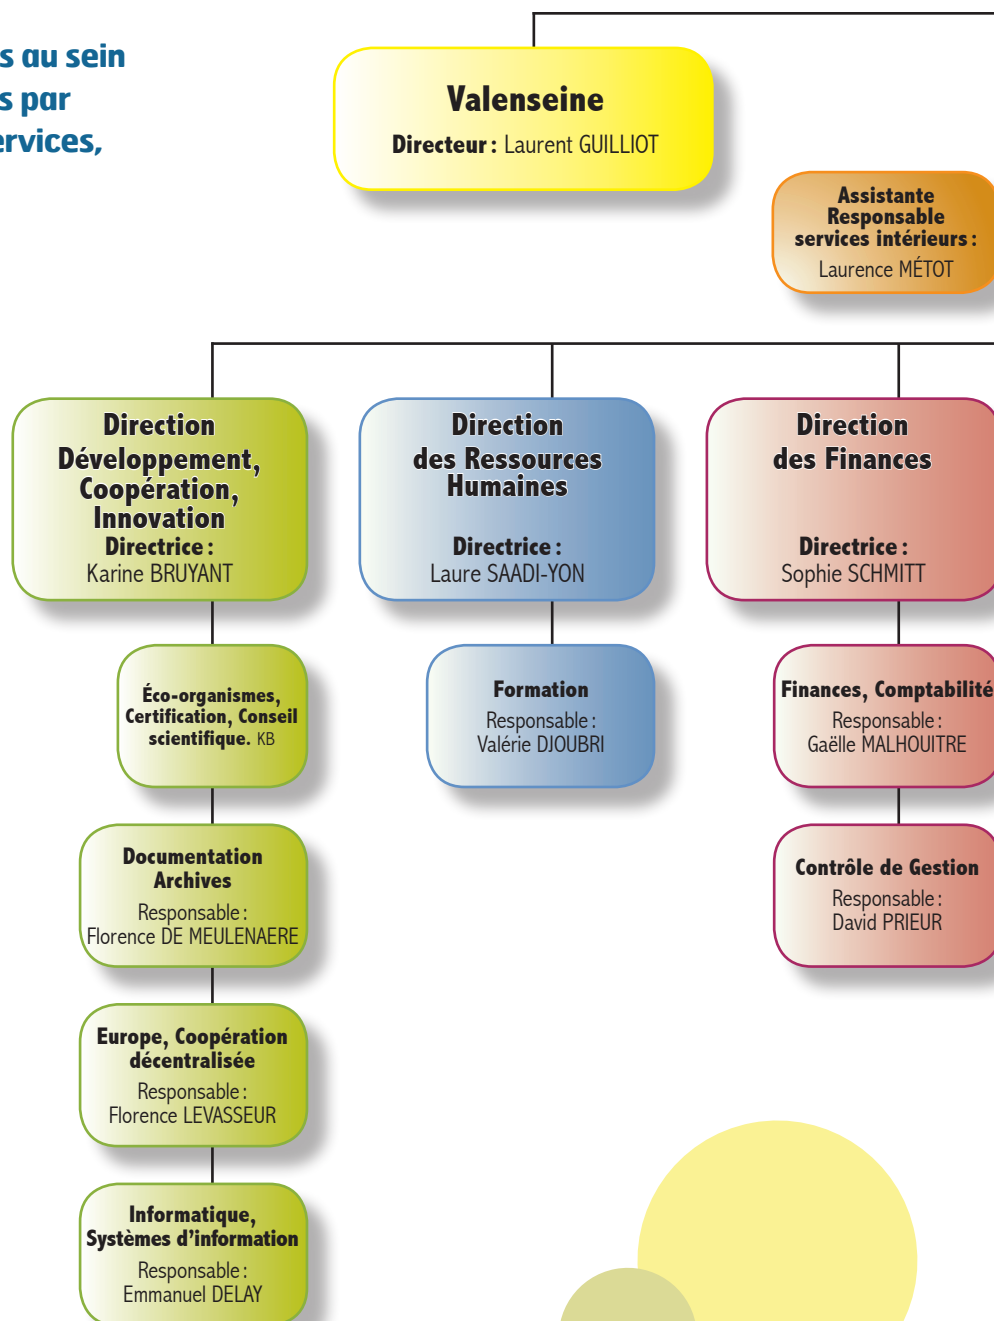 s au sein
s par
ervices,
Valenseine
Directeur : Laurent GUILLIOT
Assistante
Responsable
services intérieurs :
Laurence MÉTOT
Direction
Développement,
Coopération,
Innovation
Directrice :
Karine BRUYANT
Direction
des Ressources
Humaines
Directrice :
Laure SAADI-YON
Direction
des Finances
Directrice :
Sophie SCHMITT
Éco-organismes,
Certification, Conseil
scientifique. KB
Formation
Responsable :
Valérie DJOUBRI
Finances, Comptabilité
Responsable :
Gaëlle MALHOUITRE
Documentation
Archives
Responsable :
Florence DE MEULENAERE
Contrôle de Gestion
Responsable :
David PRIEUR
Europe, Coopération
décentralisée
Responsable :
Florence LEVASSEUR
Informatique,
Systèmes d’information
Responsable :
Emmanuel DELAY